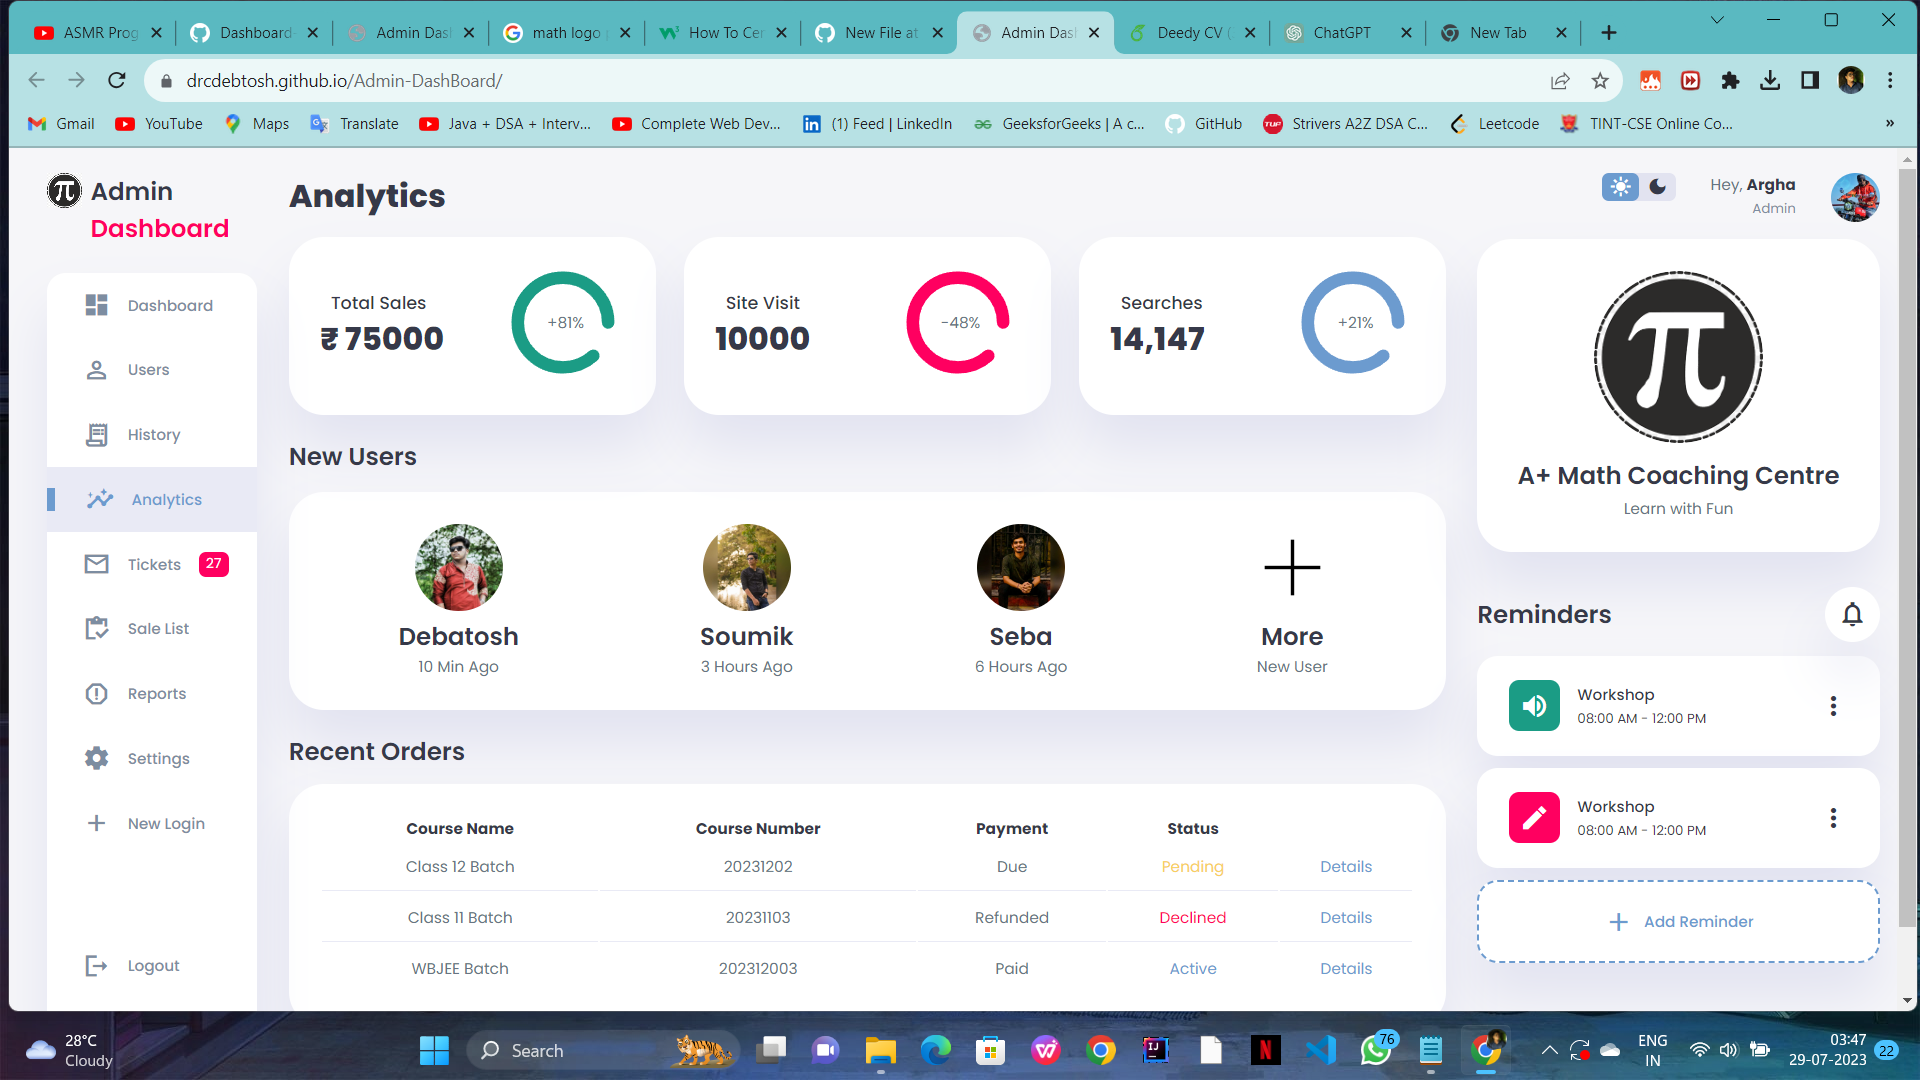 ASMR Prog
Dashboard
Admin Das
math logo
How To Cer
New File at
Admin Das
Deedy CV (
ChatGPT
New Tab
drcdebtosh.github.io/Admin-DashBoard/
Gmail
YouTube
Maps
Translate
Java + DSA + Interv...
Complete Web Dev...
(1) Feed | LinkedIn
GeeksforGeeks | A c...
GitHub
Strivers A2Z DSA C...
Leetcode
TINT-CSE Online Co...
»
Admin
Dashboard
Dashboard
Users
History
Analytics
Tickets 27
Sale List
Reports
Settings
New Login
Logout
Analytics
Total Sales
₹ 75000
+81%
Site Visit
10000
-48%
Searches
14,147
+21%
New Users
Debatosh
10 Min Ago
Soumik
3 Hours Ago
Seba
6 Hours Ago
More
New User
Recent Orders
Course Name Course Number Payment Status
Class 12 Batch 20231202 Due Pending Details
Class 11 Batch 20231103 Refunded Declined Details
WBJEE Batch 202312003 Paid Active Details
Hey, Argha
Admin
π
A+ Math Coaching Centre
Learn with Fun
Reminders
Workshop
08:00 AM - 12:00 PM
Workshop
08:00 AM - 12:00 PM
Add Reminder
28°C
Cloudy
Search
76
ENG
IN
03:47
29-07-2023
22